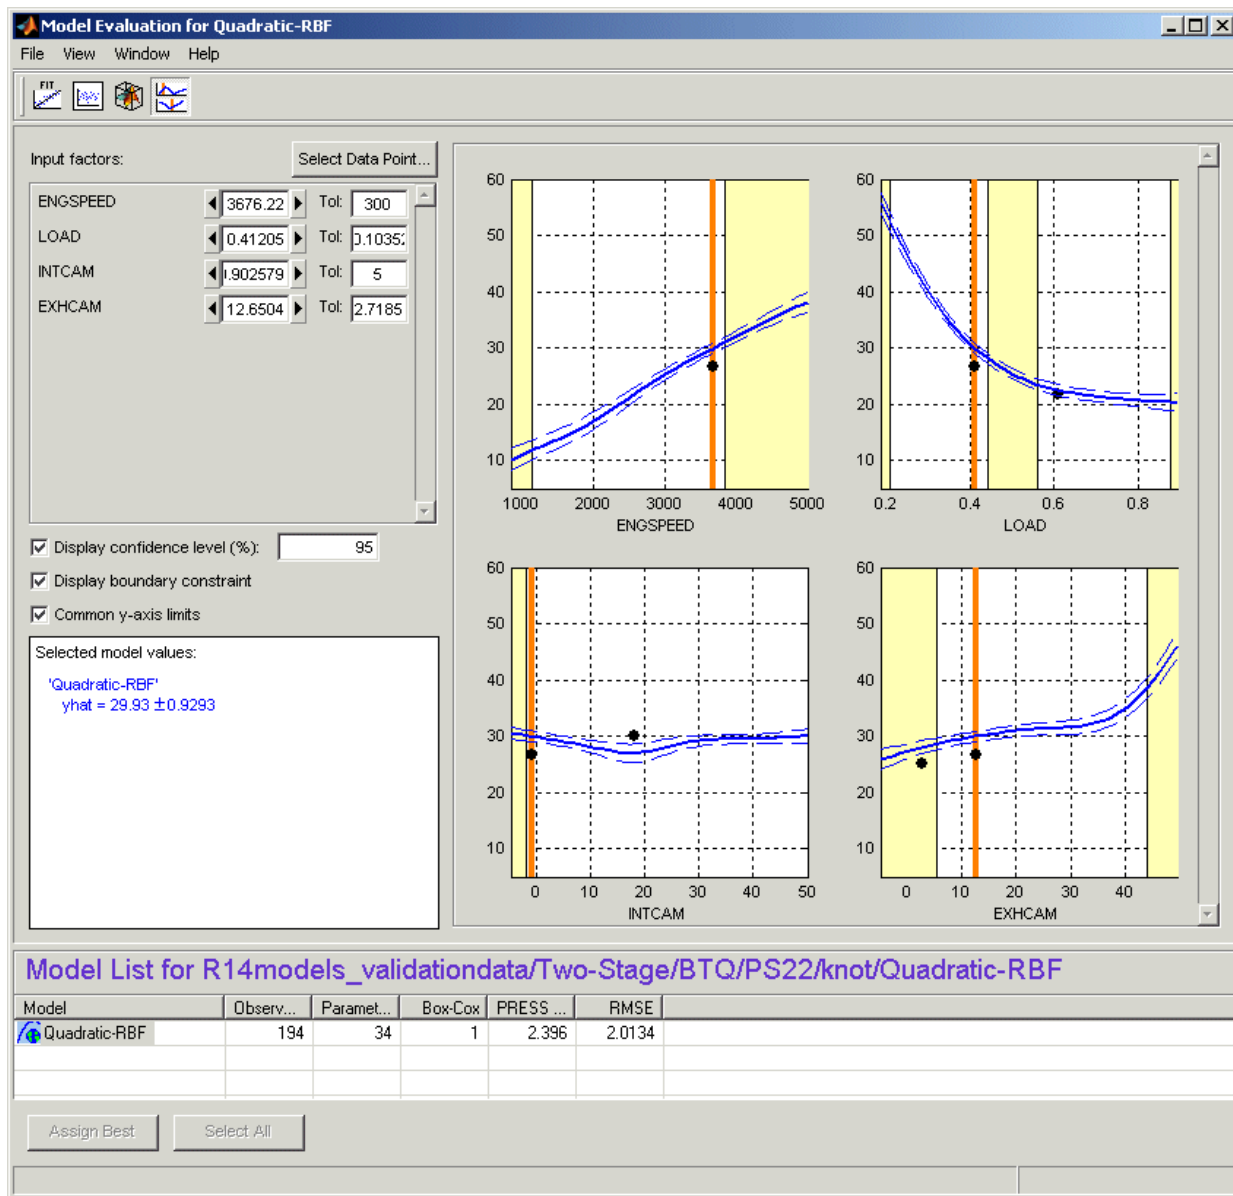 Model Evaluation for Quadratic-RBF
File View Window Help
FIT
Input factors:
Select Data Point...
ENGSPEED 3676.22 Tol: 300
LOAD 0.41205 Tol: 0.1035
INTCAM .902579 Tol: 5
EXHCAM 12.6504 Tol: 2.7185
Display confidence level (%): 95
Display boundary constraint
Common y-axis limits
Selected model values:
'Quadratic-RBF'
yhat = 29.93 ±0.9293
60
50
40
30
20
10
1000 2000 3000 4000 5000
ENGSPEED
60
50
40
30
20
10
0.2 0.4 0.6 0.8
LOAD
60
50
40
30
20
10
0 10 20 30 40 50
INTCAM
60
50
40
30
20
10
0 10 20 30 40
EXHCAM
Model List for R14models_validationdata/Two-Stage/BTQ/PS22/knot/Quadratic-RBF
Model Observ... Paramet... Box-Cox PRESS ... RMSE
Quadratic-RBF 194 34 1 2.396 2.0134
Assign Best Select All